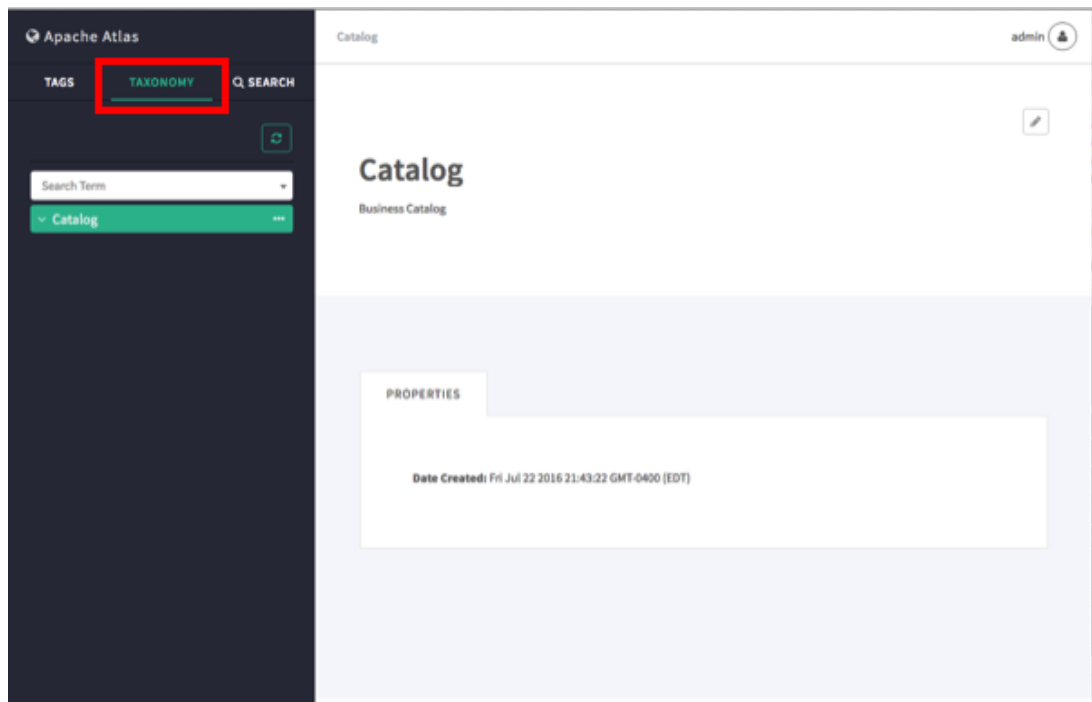 Apache Atlas
Catalog
admin
TAGS TAXONOMY SEARCH
Search Term
Catalog
Catalog
Business Catalog
PROPERTIES
Date Created: Fri Jul 22 2016 21:43:22 GMT-0400 (EDT)